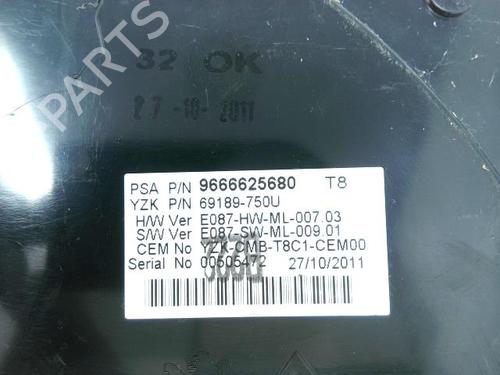 PARTS
32 OK
27-10-2011
PSA P/N 9666625680 T8
YZK P/N 69189-750U
H/W Ver E087-HW-ML-007.03
S/W Ver E087-SW-ML-009.01
CEM No YZK-CMB-T8C1-CEM00
Serial No 00505472 27/10/2011